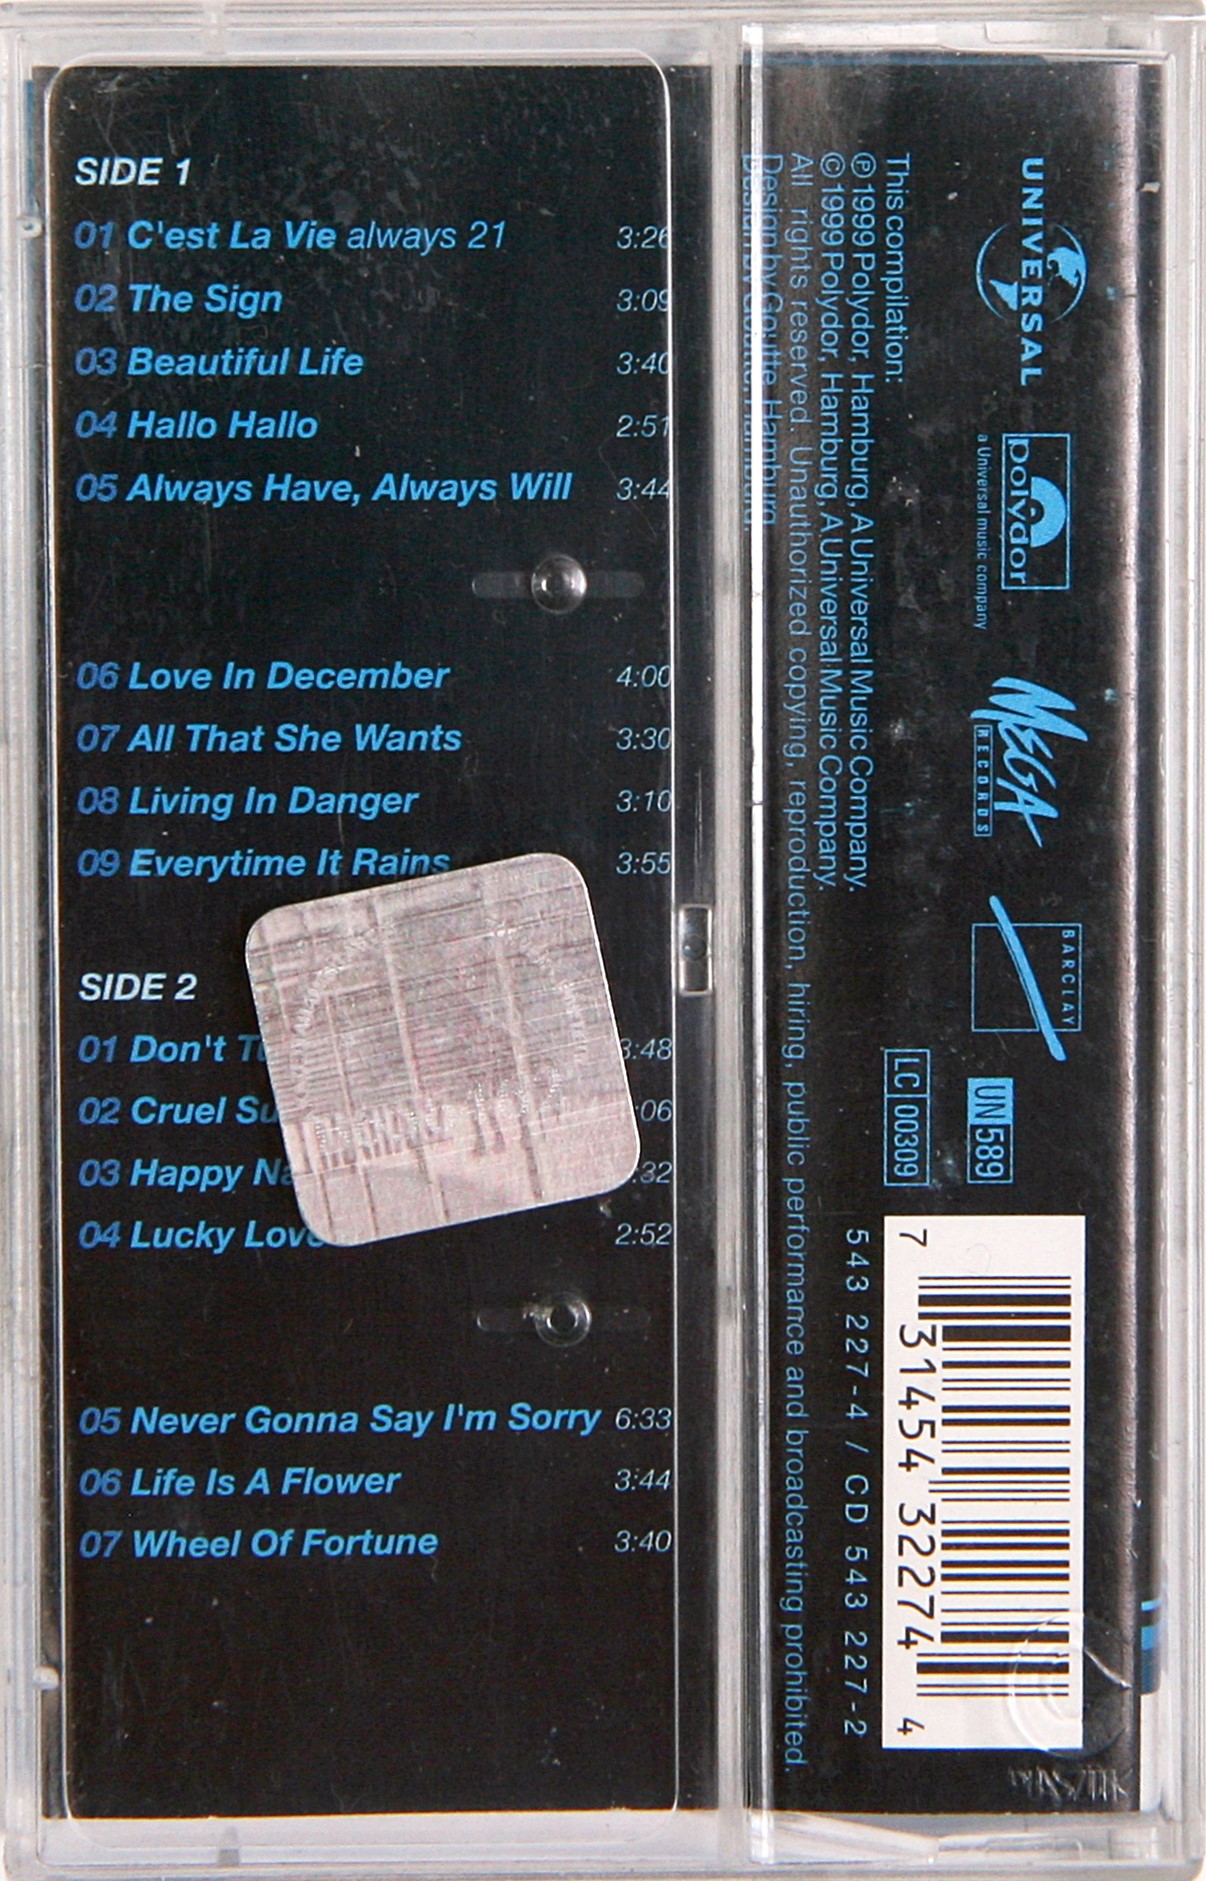 SIDE 1
01 C'est La Vie always 21 3:26
02 The Sign 3:09
03 Beautiful Life 3:40
04 Hallo Hallo 2:51
05 Always Have, Always Will 3:44
06 Love In December 4:00
07 All That She Wants 3:30
08 Living In Danger 3:10
09 Everytime It Rains 3:55
SIDE 2
01 Don't :48
02 Cruel :06
03 Happy :32
04 Lucky Love 2:52
05 Never Gonna Say I'm Sorry 6:33
06 Life Is A Flower 3:44
07 Wheel Of Fortune 3:40
UNIVERSAL
polydor
a Universal music company
MEGA
RECORDS
BARCLAY
UN 589
LC 00309
This compilation:
℗ 1999 Polydor, Hamburg, A Universal Music Company.
© 1999 Polydor, Hamburg, A Universal Music Company.
All rights reserved. Unauthorized copying, reproduction, hiring, public performance and broadcasting prohibited.
Design by Goutte, Hamburg
543 227-4 / CD 543 227-2
7 31454 32274 4